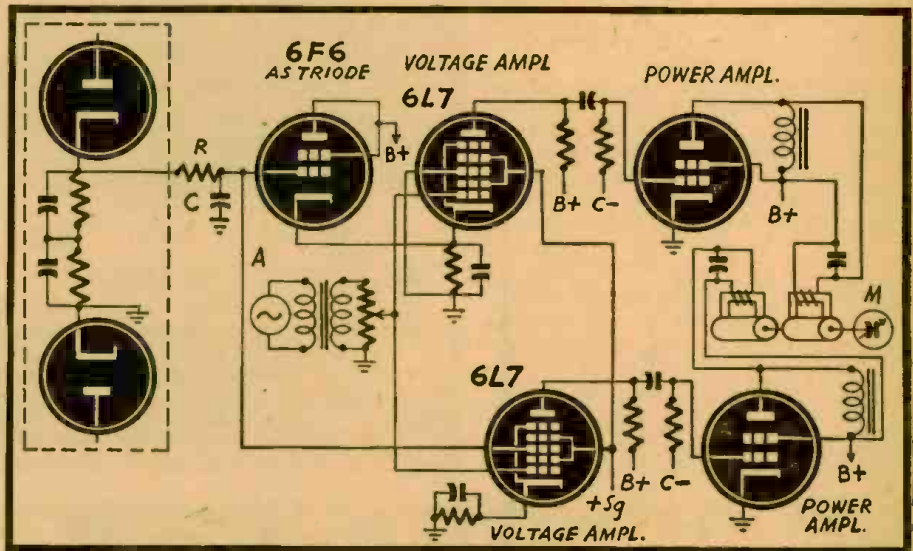 6F6
AS TRIODE
VOLTAGE AMPL
6L7
POWER AMPL.
R
C
B+
B+
C-
B+
A
M
6L7
B+
C-
+Sg
B+
VOLTAGE AMPL.
POWER
AMPL.